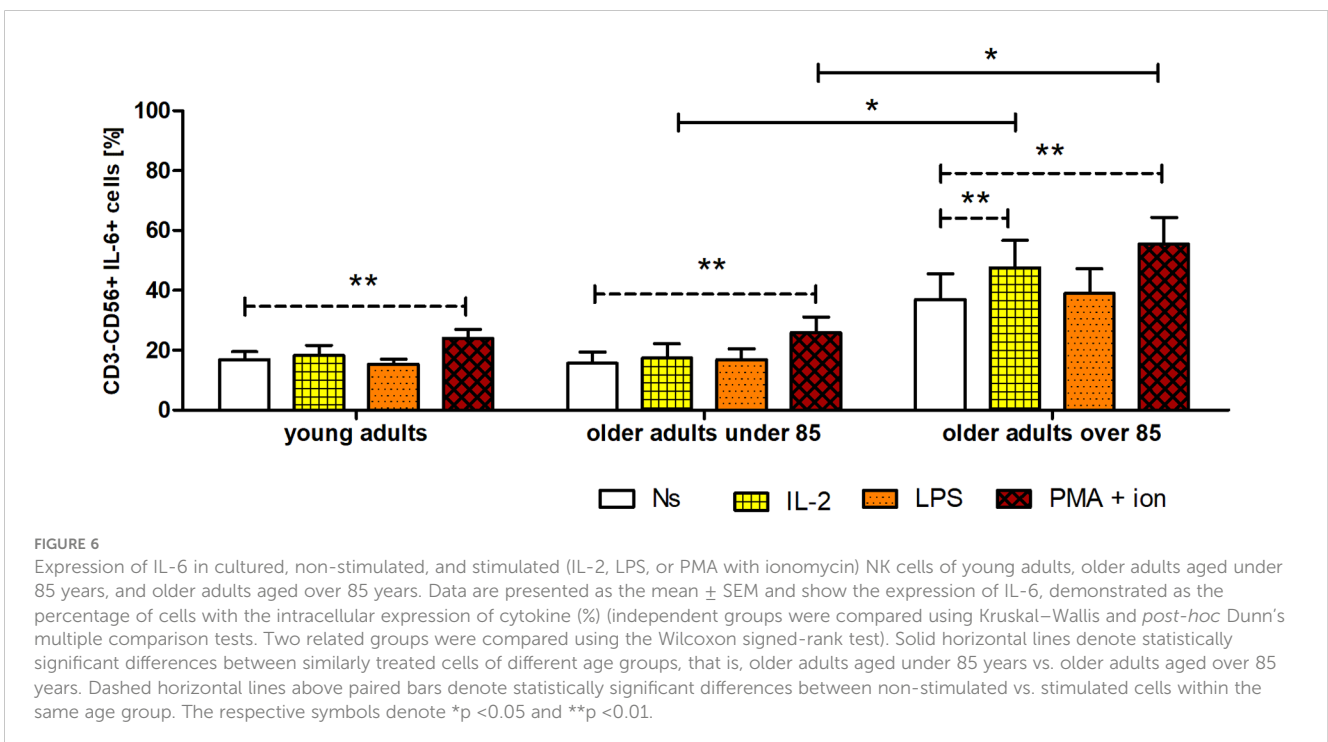 *
100
*
CD3-CD56+ IL-6+ cells [%]
80
**
60
**
40
**
**
20
0
young adults
older adults under 85
older adults over 85
Ns
IL-2
LPS
PMA + ion
FIGURE 6
Expression of IL-6 in cultured, non-stimulated, and stimulated (IL-2, LPS, or PMA with ionomycin) NK cells of young adults, older adults aged under
85 years, and older adults aged over 85 years. Data are presented as the mean ± SEM and show the expression of IL-6, demonstrated as the
percentage of cells with the intracellular expression of cytokine (%) (independent groups were compared using Kruskal–Wallis and post-hoc Dunn's
multiple comparison tests. Two related groups were compared using the Wilcoxon signed-rank test). Solid horizontal lines denote statistically
significant differences between similarly treated cells of different age groups, that is, older adults aged under 85 years vs. older adults aged over 85
years. Dashed horizontal lines above paired bars denote statistically significant differences between non-stimulated vs. stimulated cells within the
same age group. The respective symbols denote *p <0.05 and **p <0.01.